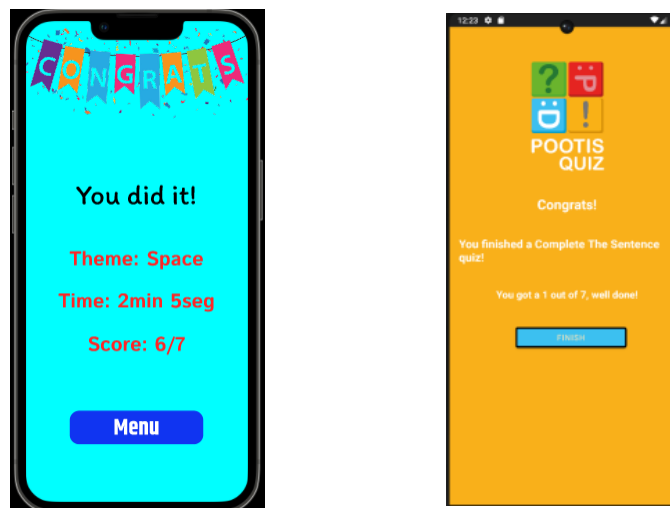 CONGRATS
You did it!
Theme: Space
Time: 2min 5seg
Score: 6/7
Menu
12:23
?
:P
:D
!
POOTIS
QUIZ
Congrats!
You finished a Complete The Sentence
quiz!
You got a 1 out of 7, well done!
FINISH